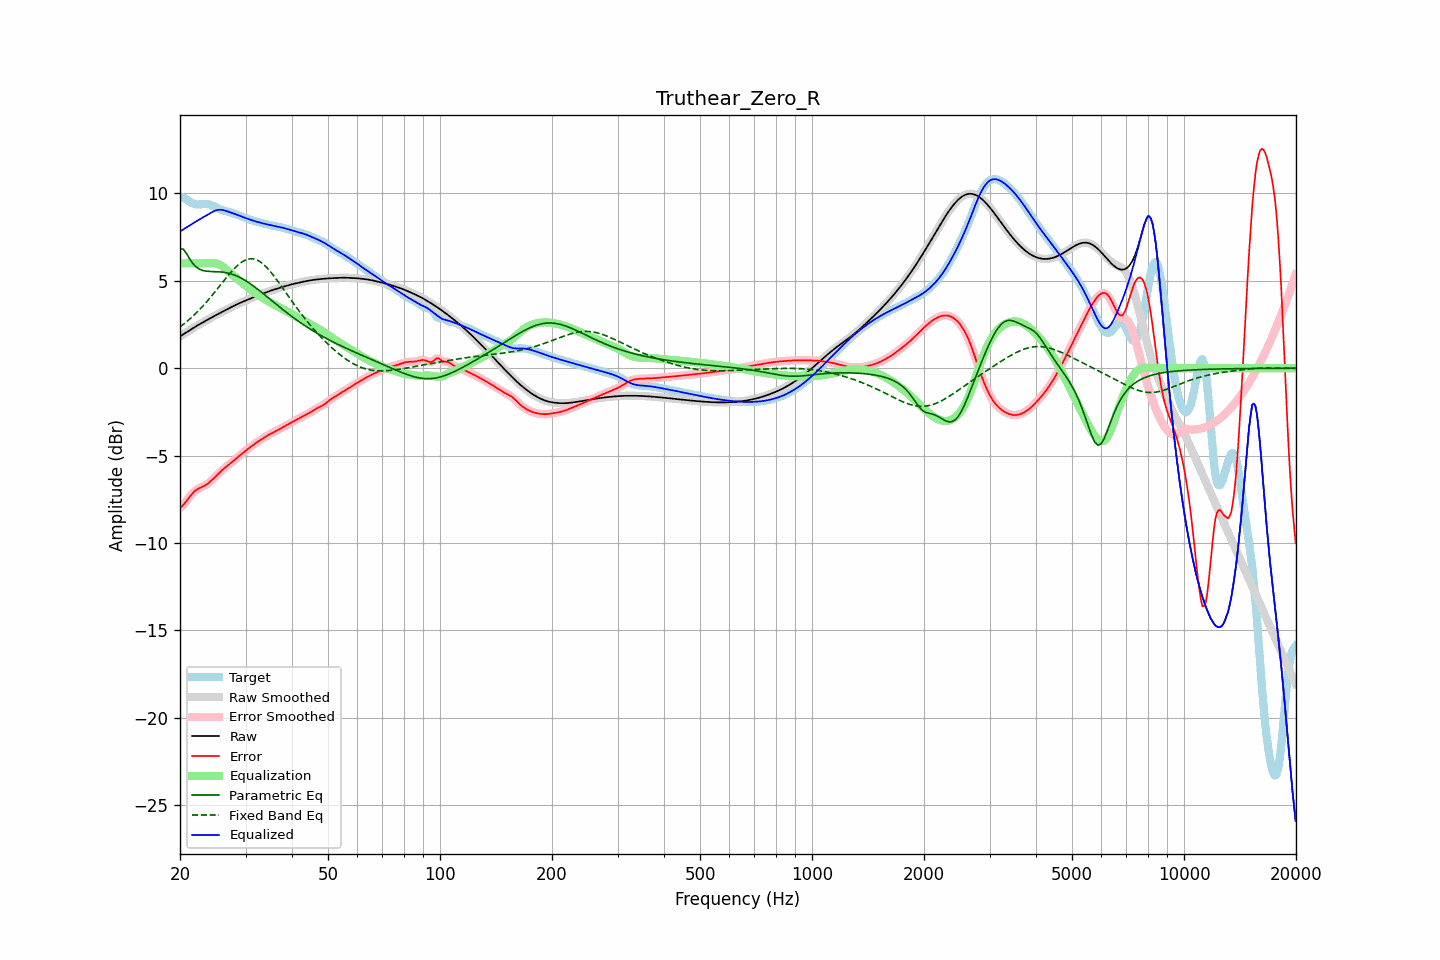 Truthear_Zero_R
Amplitude (dBr)
10
5
0
−5
−10
−15
−20
−25
Target
Raw Smoothed
Error Smoothed
Raw
Error
Equalization
Parametric Eq
Fixed Band Eq
Equalized
20 50 100 200 500 1000 2000 5000 10000 20000
Frequency (Hz)